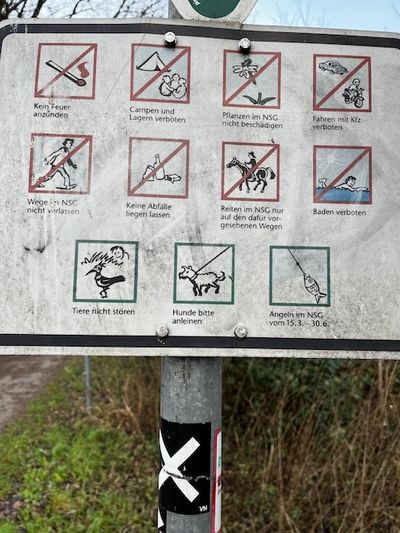 Kein Feuer
anzünden
Campen und
Lagern verboten
Pflanzen im NSG
nicht beschädigen
Fahren mit Kfz
verboten
Wege im NSG
nicht verlassen
Keine Abfälle
liegen lassen
Reiten im NSG nur
auf den dafür vor-
gesehenen Wegen
Baden verboten
Tiere nicht stören
Hunde bitte
anleinen
Angeln im NSG
vom 15.3. – 30.6.
X
VN